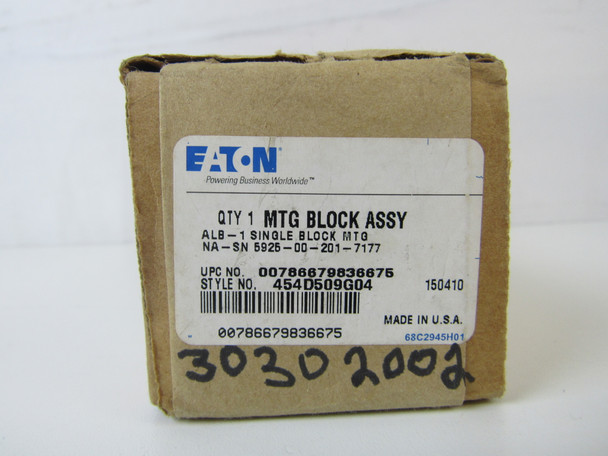 EATON
Powering Business Worldwide™
QTY 1 MTG BLOCK ASSY
ALB-1 SINGLE BLOCK MTG
NA-SN 5925-00-201-7177
UPC NO. 00786679836675
STYLE NO. 454D509G04 150410
MADE IN U.S.A.
00786679836675 68C2945H01
30302002